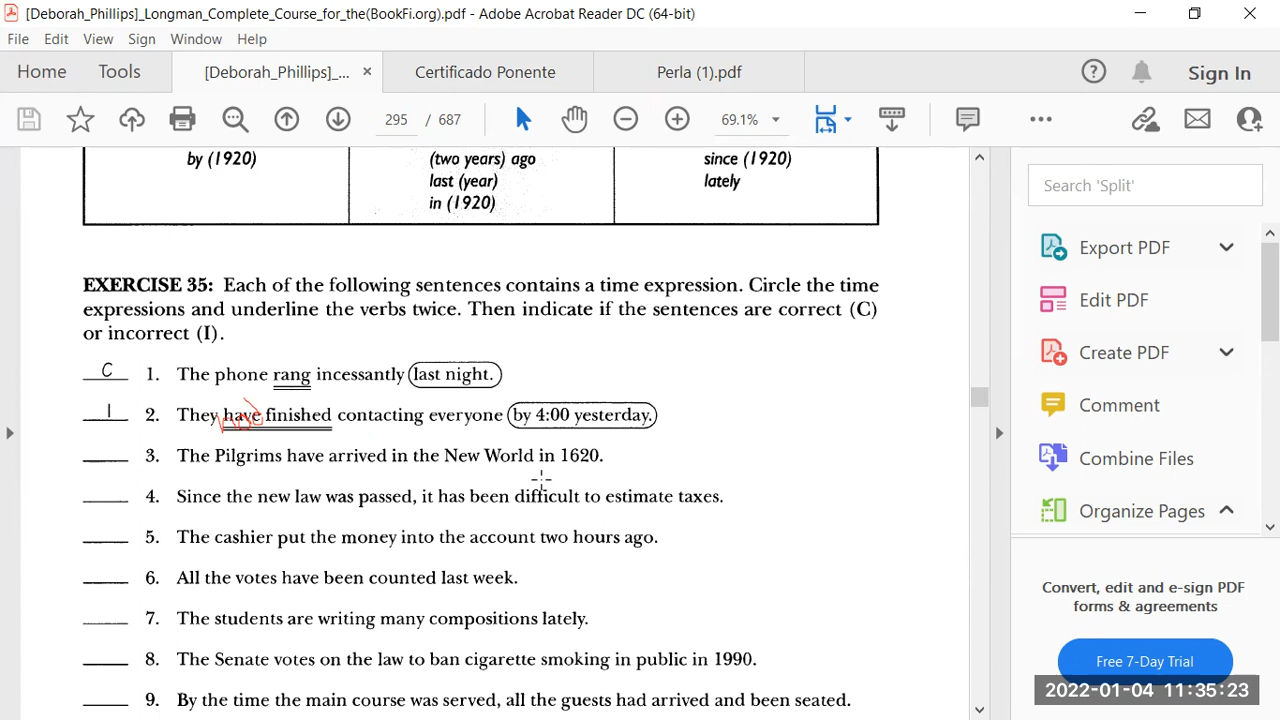 [Deborah_Phillips]_Longman_Complete_Course_for_the(BookFi.org).pdf - Adobe Acrobat Reader DC (64-bit)
File Edit View Sign Window Help
Home Tools [Deborah_Phillips]_... × Certificado Ponente Perla (1).pdf ? Sign In
295 / 687 69.1%
by (1920) (two years) ago since (1920)
last (year) lately
in (1920)
EXERCISE 35: Each of the following sentences contains a time expression. Circle the time
expressions and underline the verbs twice. Then indicate if the sentences are correct (C)
or incorrect (I).
C 1. The phone rang incessantly last night.
I 2. They have finished contacting everyone by 4:00 yesterday.
3. The Pilgrims have arrived in the New World in 1620.
4. Since the new law was passed, it has been difficult to estimate taxes.
5. The cashier put the money into the account two hours ago.
6. All the votes have been counted last week.
7. The students are writing many compositions lately.
8. The Senate votes on the law to ban cigarette smoking in public in 1990.
9. By the time the main course was served, all the guests had arrived and been seated.
Search 'Split'
Export PDF
Edit PDF
Create PDF
Comment
Combine Files
Organize Pages
Convert, edit and e-sign PDF
forms & agreements
Free 7-Day Trial
2022-01-04 11:35:23